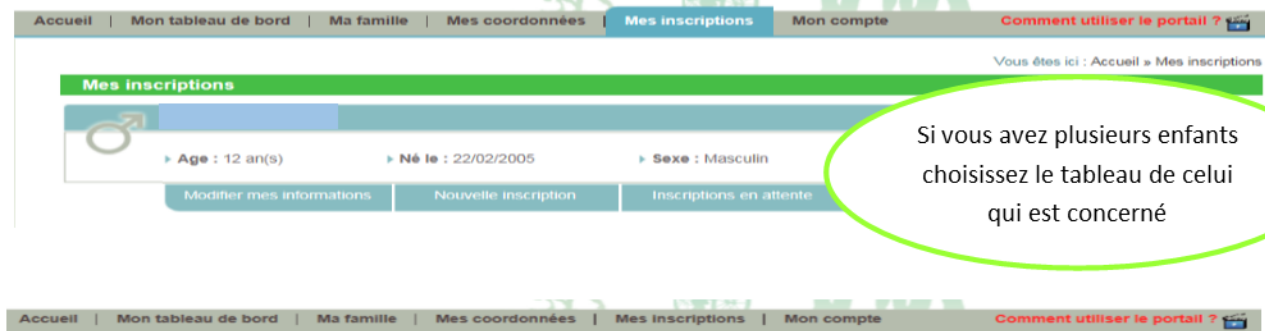 Accueil | Mon tableau de bord | Ma famille | Mes coordonnées | Mes inscriptions Mon compte Comment utiliser le portail ?
Vous êtes ici : Accueil » Mes inscriptions
Mes inscriptions
Age : 12 an(s) Né le : 22/02/2005 Sexe : Masculin
Modifier mes informations Nouvelle inscription Inscriptions en attente
Si vous avez plusieurs enfants
choisissez le tableau de celui
qui est concerné
Accueil | Mon tableau de bord | Ma famille | Mes coordonnées | Mes inscriptions | Mon compte Comment utiliser le portail ?